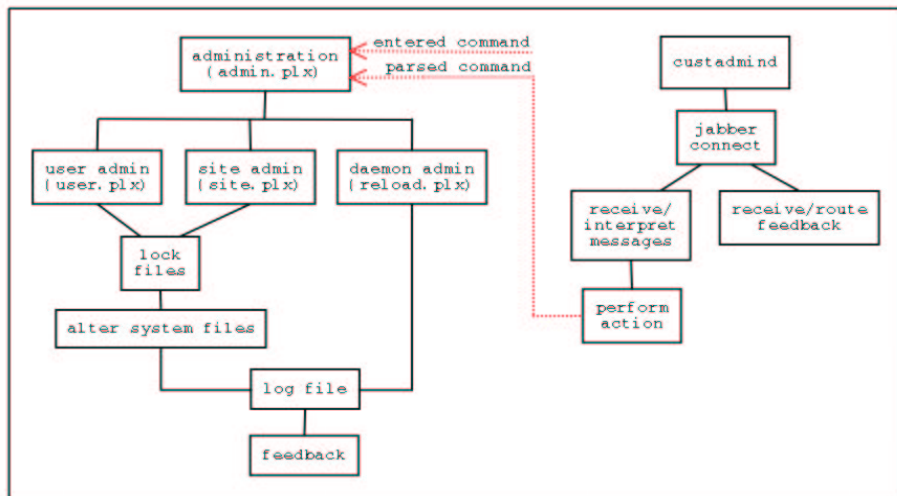 administration
(admin.plx)
entered command
parsed command
custadmind
jabber
connect
user admin
(user.plx)
site admin
(site.plx)
daemon admin
(reload.plx)
receive/
interpret
messages
receive/route
feedback
lock
files
perform
action
alter system files
log file
feedback